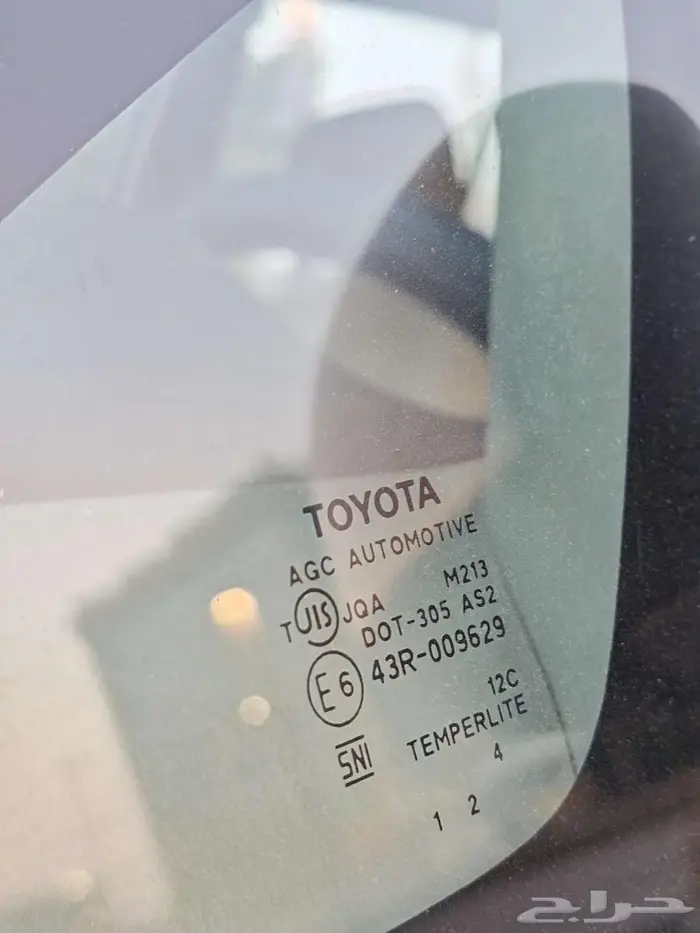 TOYOTA
AGC AUTOMOTIVE
M213
T JIS JQA
DOT-305 AS2
E6 43R-009629
12C
SNI TEMPERLITE
4
1 2
حراج